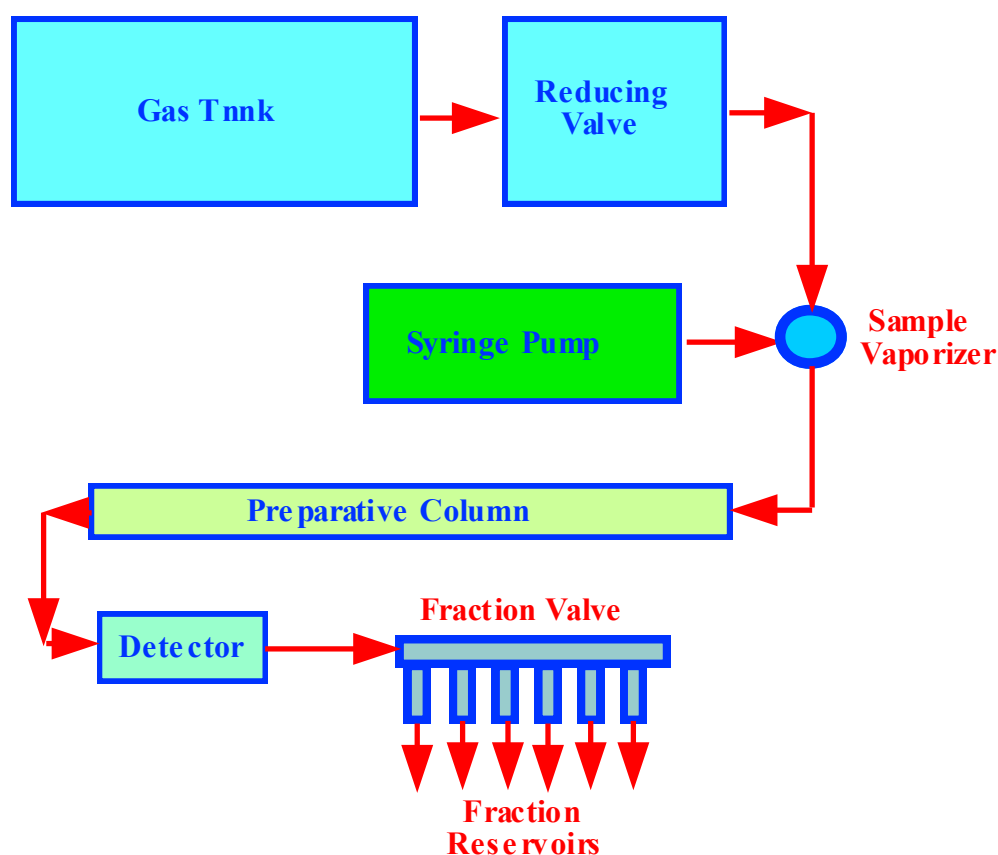 Gas Tnnk
Reducing
Valve
Syringe Pump
Sample
Vaporizer
Preparative Column
Fraction Valve
Detector
Fraction
Reservoirs